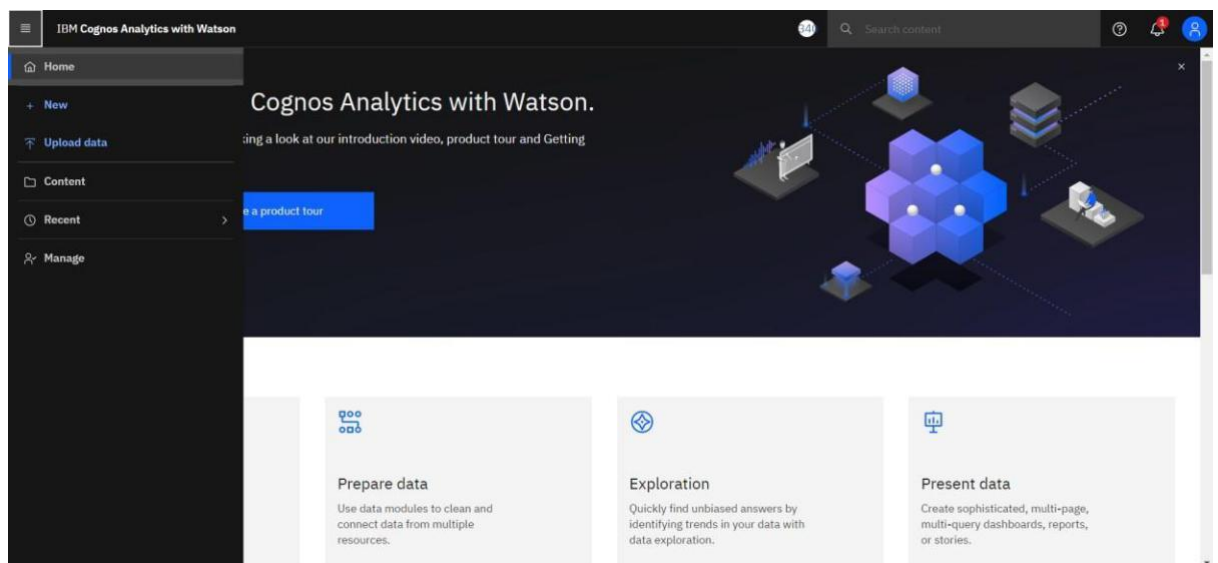 IBM Cognos Analytics with Watson
Search content
1
Home
New
Upload data
Content
Recent
Manage
Cognos Analytics with Watson.
king a look at our introduction video, product tour and Getting
e a product tour
Prepare data
Use data modules to clean and
connect data from multiple
resources.
Exploration
Quickly find unbiased answers by
identifying trends in your data with
data exploration.
Present data
Create sophisticated, multi-page,
multi-query dashboards, reports,
or stories.